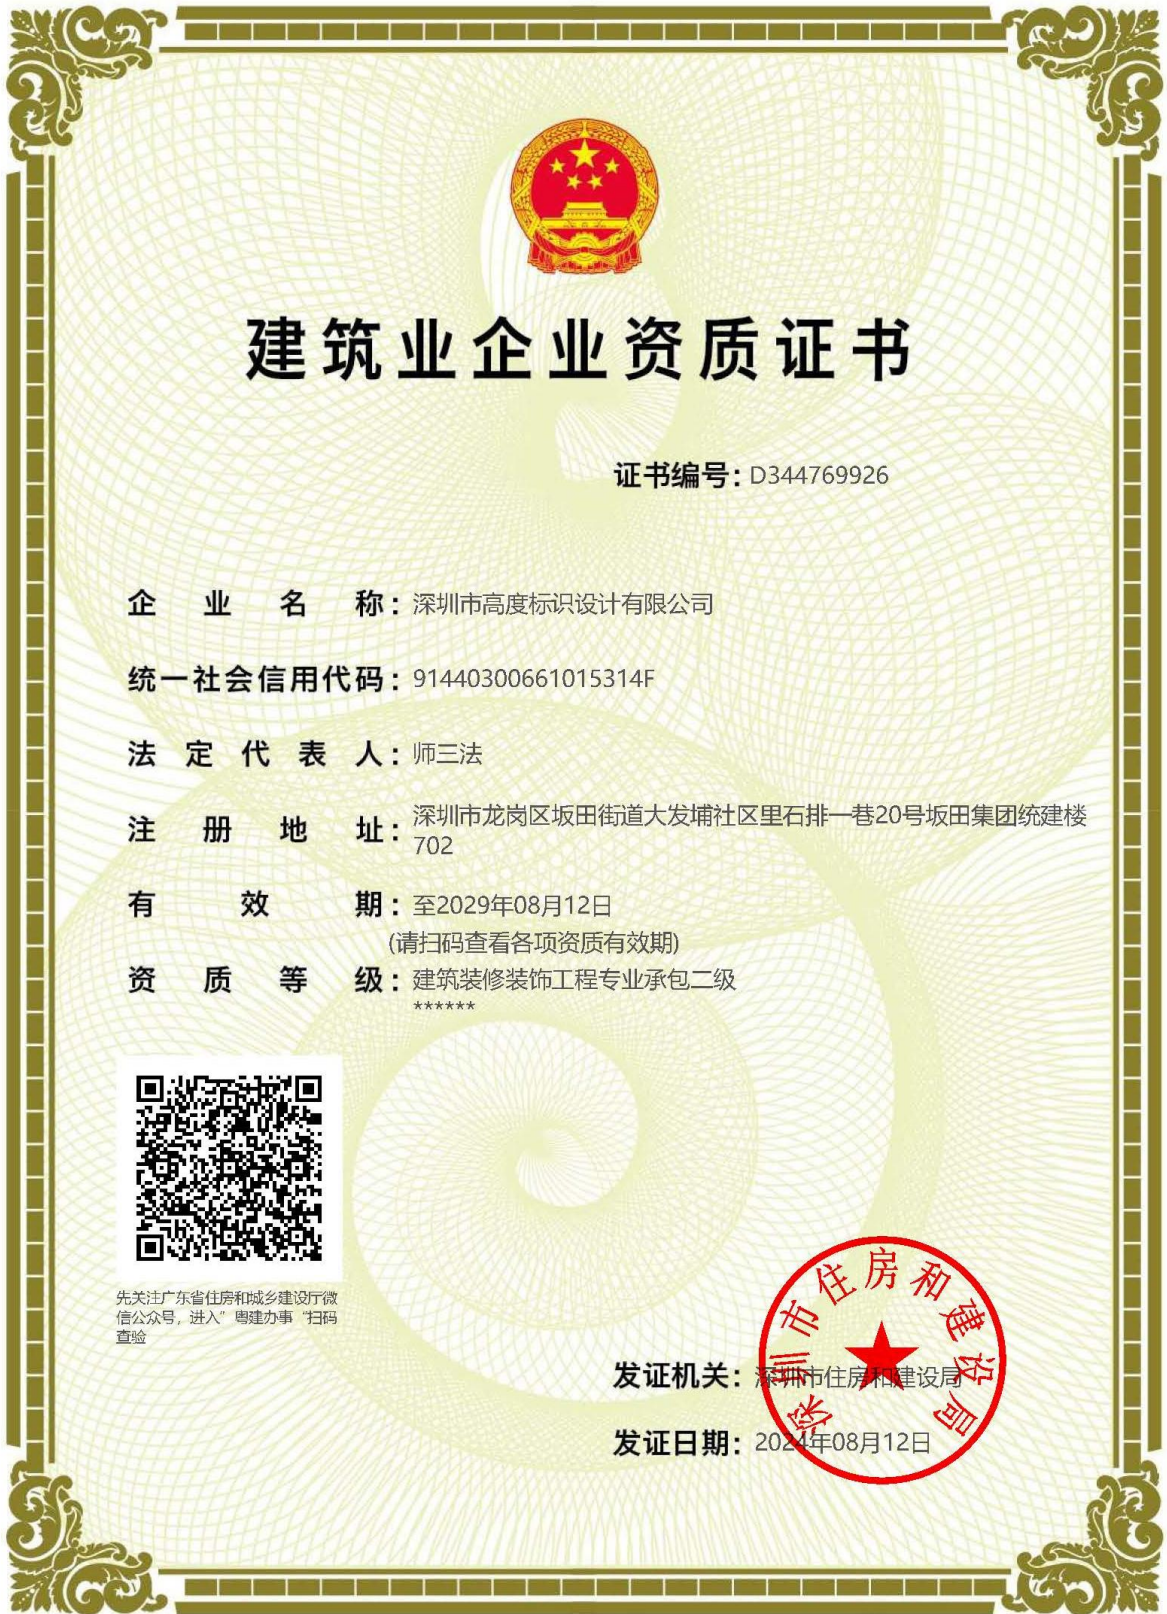 建筑业企业资质证书
证书编号：D344769926
企业名称：深圳市高度标识设计有限公司
统一社会信用代码：91440300661015314F
法定代表人：师三法
注册地址：深圳市龙岗区坂田街道大发埔社区里石排一巷20号坂田集团统建楼
702
有效期：至2029年08月12日
(请扫码查看各项资质有效期)
资质等级：建筑装修装饰工程专业承包二级
******
先关注广东省住房和城乡建设厅微
信公众号，进入”粤建办事“扫码
查验
深圳市住房和建设局
发证机关：深圳市住房和建设局
发证日期：2024年08月12日